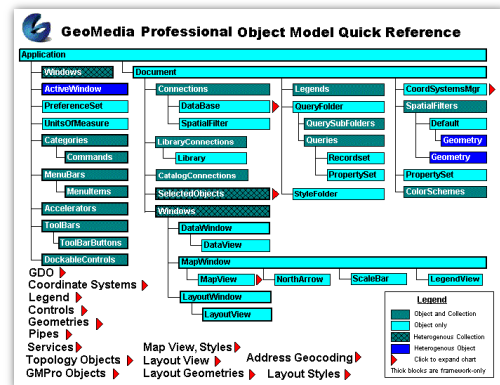 GeoMedia Professional Object Model Quick Reference
Application
Windows
Document
ActiveWindow
PreferenceSet
UnitsOfMeasure
Categories
Commands
MenuBars
MenuItems
Accelerators
ToolBars
ToolBarButtons
DockableControls
Connections
DataBase
SpatialFilter
LibraryConnections
Library
CatalogConnections
SelectedObjects
Windows
DataWindow
DataView
MapWindow
MapView
NorthArrow
ScaleBar
LegendView
LayoutWindow
LayoutView
Legends
QueryFolder
QuerySubFolders
Queries
Recordset
PropertySet
StyleFolder
CoordSystemsMgr
SpatialFilters
Default
Geometry
Geometry
PropertySet
ColorSchemes
GDO
Coordinate Systems
Legend
Controls
Geometries
Pipes
Services
Topology Objects
GMPro Objects
Map View, Styles
Layout View
Layout Geometries
Address Geocoding
Layout Styles
Legend
Object and Collection
Object only
Heterogenous Collection
Heterogenous Object
Click to expand chart
Thick blocks are framework-only